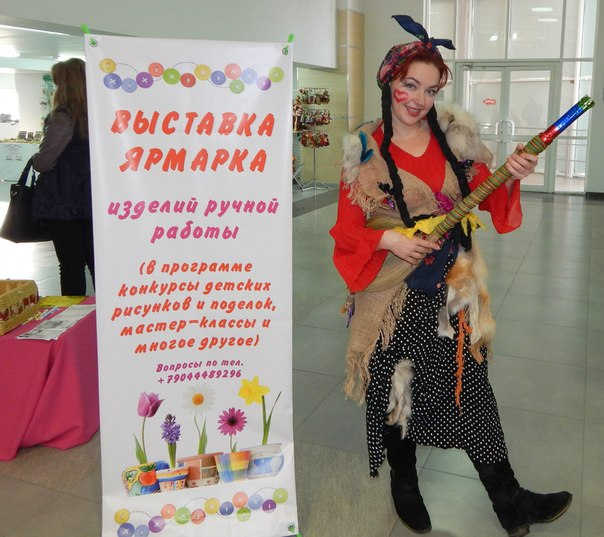 ВЫСТАВКА
ЯРМАРКА
изделий ручной
работы
(в программе
конкурсы детских
рисунков и поделок,
мастер-классы и
многое другое)
Вопросы по тел.
+79044489296